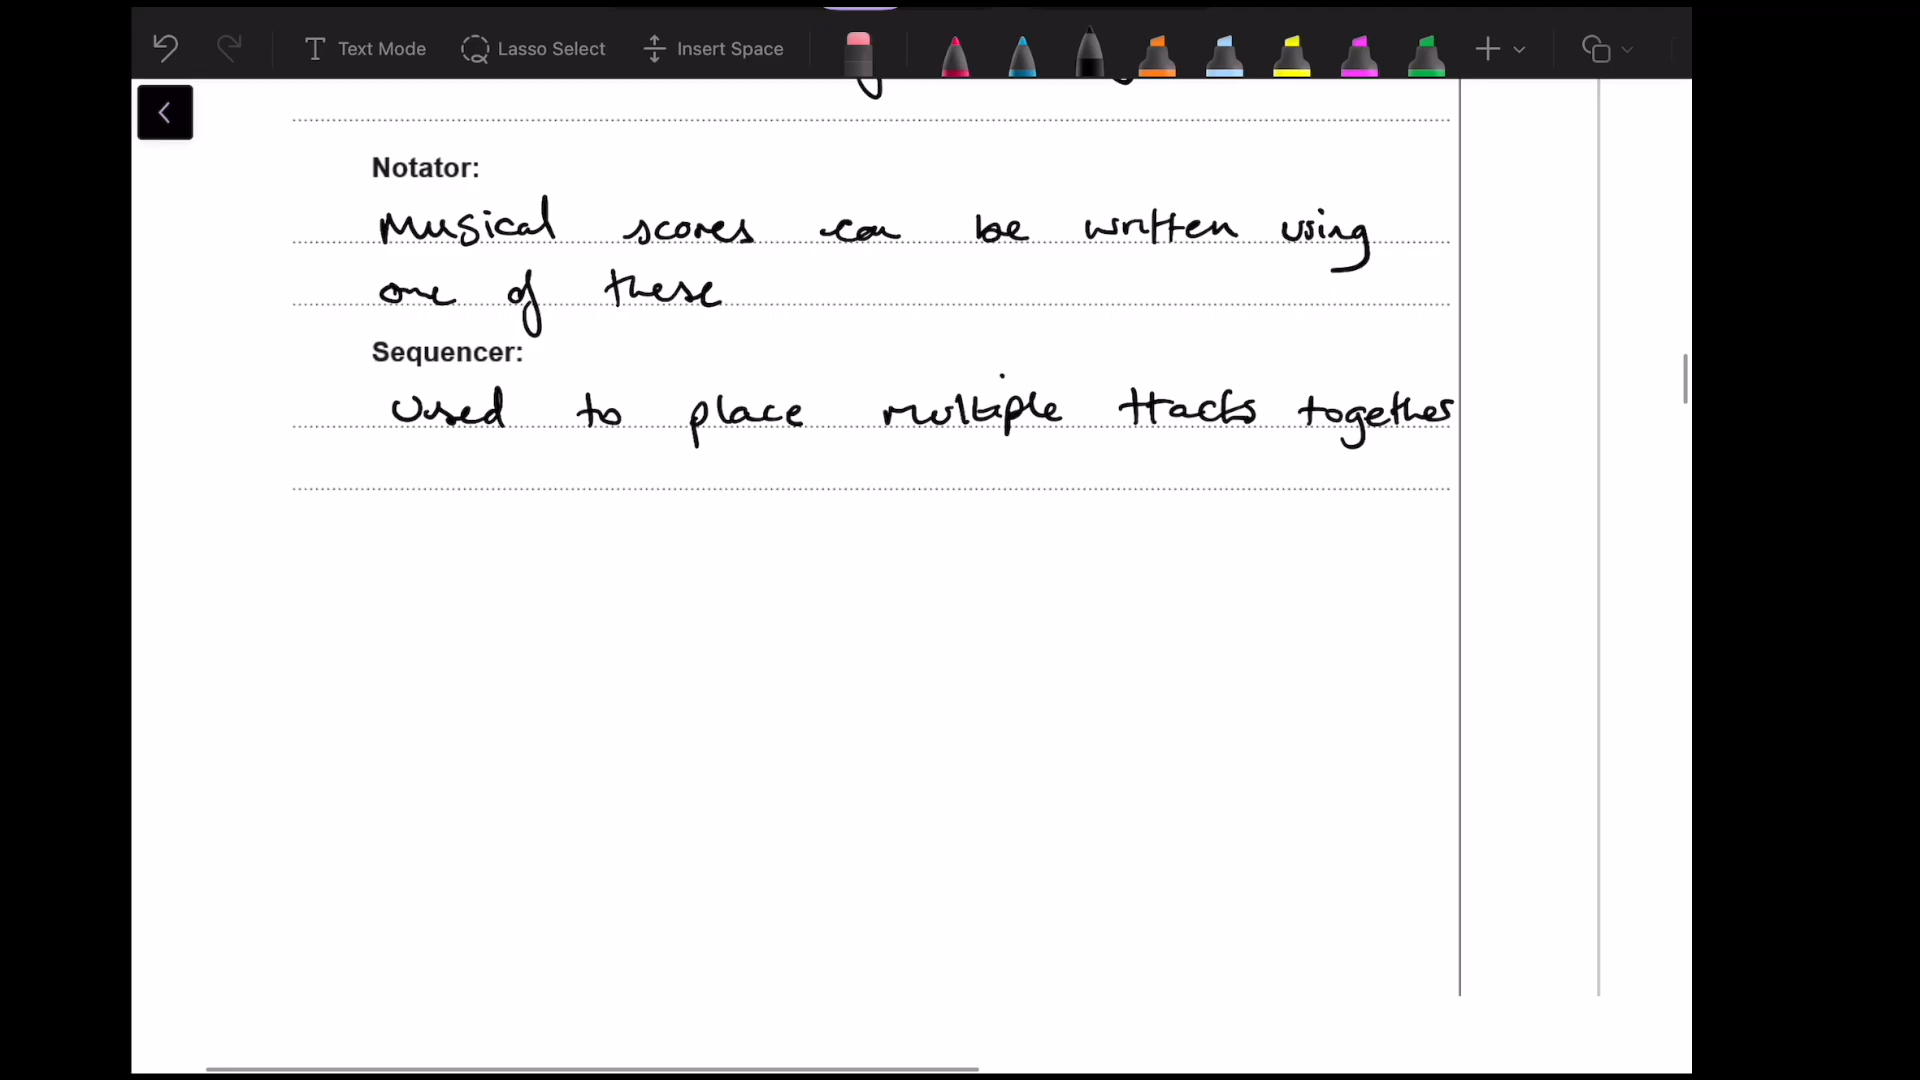 Text Mode Lasso Select Insert Space
Notator:
Musical scores can be written using
one of these
Sequencer:
Used to place multiple tracks together